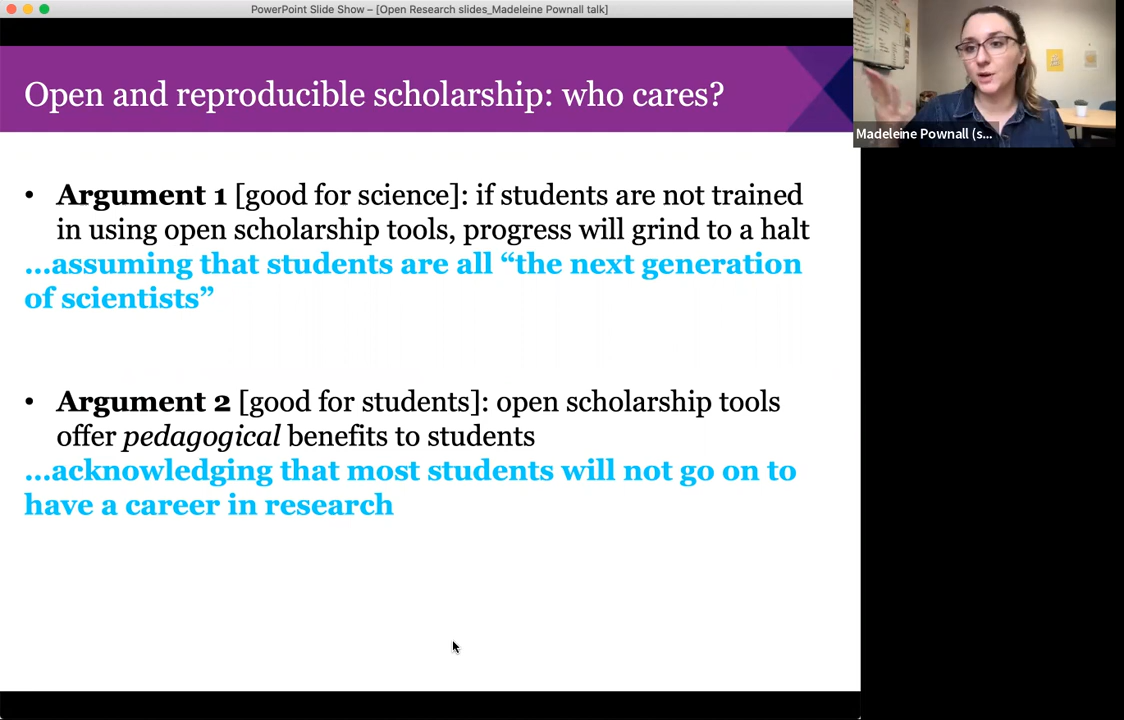 PowerPoint Slide Show – [Open Research slides_Madeleine Pownall talk]
Open and reproducible scholarship: who cares?
Madeleine Pownall (s...
• Argument 1 [good for science]: if students are not trained
in using open scholarship tools, progress will grind to a halt
...assuming that students are all “the next generation
of scientists”
• Argument 2 [good for students]: open scholarship tools
offer pedagogical benefits to students
...acknowledging that most students will not go on to
have a career in research